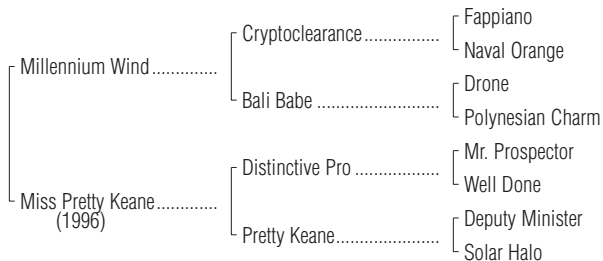 Fappiano
Cryptoclearance................
Naval Orange
Millennium Wind.............
Drone
Bali Babe ..........................
Polynesian Charm
Mr. Prospector
Distinctive Pro ..................
Well Done
Miss Pretty Keane............
(1996)
Deputy Minister
Pretty Keane......................
Solar Halo